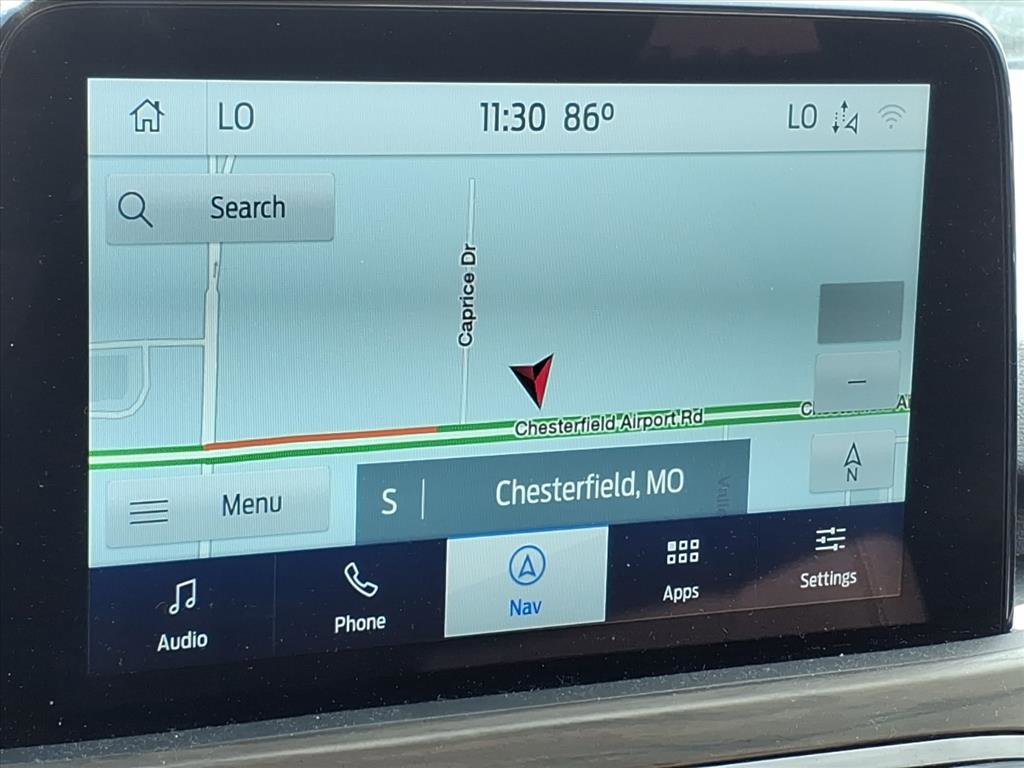 LO 11:30 86° LO
Search
Caprice Dr
Chesterfield Airport Rd
N
Menu
S Chesterfield, MO
Audio Phone Nav Apps Settings